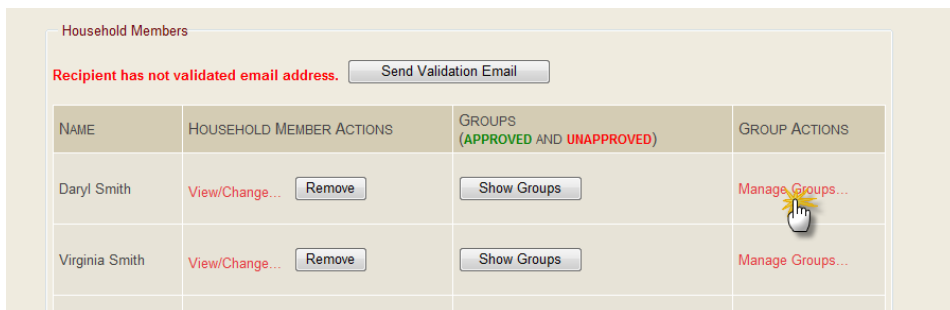 Household Members
Recipient has not validated email address. Send Validation Email
NAME HOUSEHOLD MEMBER ACTIONS GROUPS (APPROVED AND UNAPPROVED) GROUP ACTIONS
Daryl Smith View/Change... Remove Show Groups Manage Groups...
Virginia Smith View/Change... Remove Show Groups Manage Groups...